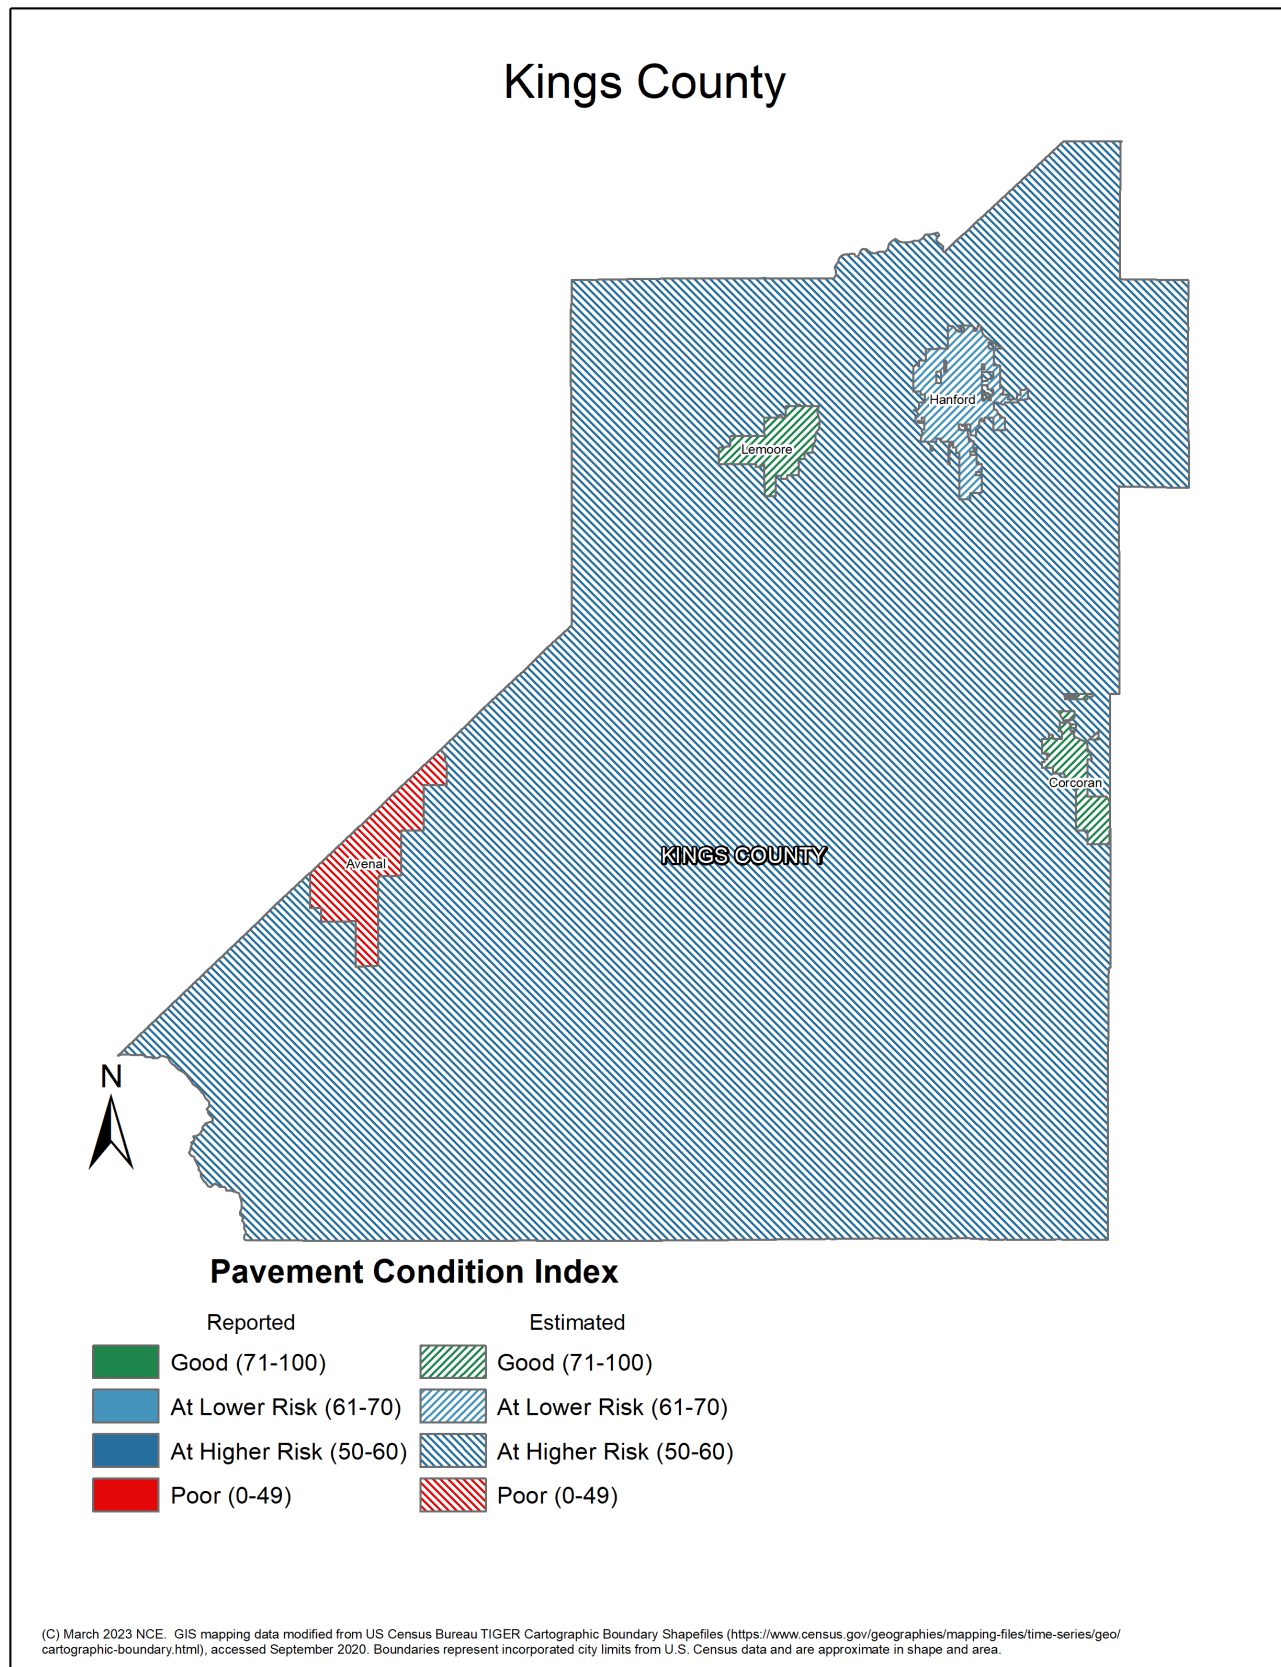 Kings County
Hanford
Lemoore
Corcoran
KINGS COUNTY
Avenal
N
Pavement Condition Index
Reported
Estimated
Good (71-100)
Good (71-100)
At Lower Risk (61-70)
At Lower Risk (61-70)
At Higher Risk (50-60)
At Higher Risk (50-60)
Poor (0-49)
Poor (0-49)
(C) March 2023 NCE.  GIS mapping data modified from US Census Bureau TIGER Cartographic Boundary Shapefiles (https://www.census.gov/geographies/mapping-files/time-series/geo/
cartographic-boundary.html), accessed September 2020. Boundaries represent incorporated city limits from U.S. Census data and are approximate in shape and area.